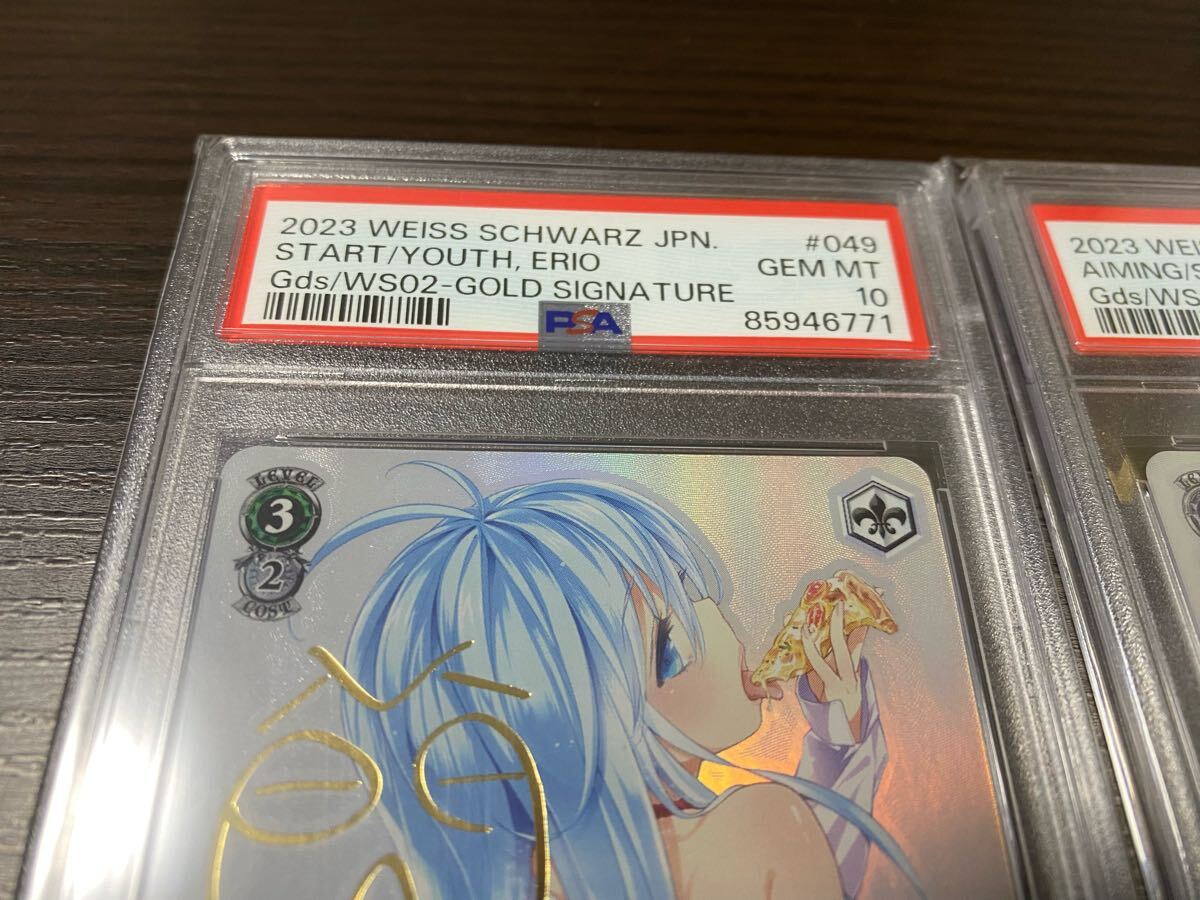 2023 WEISS SCHWARZ JPN. #049
START/YOUTH, ERIO GEM MT
Gds/WS02-GOLD SIGNATURE 10
PSA 85946771
LEVEL
3
2
COST
2023 WEI
AIMING/S
Gds/WS